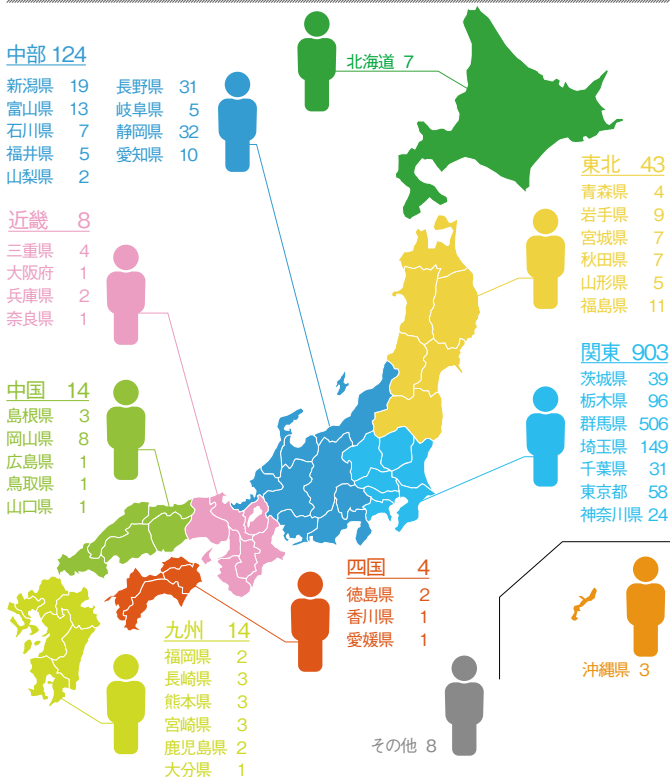 北海道 7
中部 124
新潟県 19
富山県 13
石川県 7
福井県 5
山梨県 2
長野県 31
岐阜県 5
静岡県 32
愛知県 10
東北 43
青森県 4
岩手県 9
宮城県 7
秋田県 7
山形県 5
福島県 11
近畿 8
三重県 4
大阪府 1
兵庫県 2
奈良県 1
関東 903
茨城県 39
栃木県 96
群馬県 506
埼玉県 149
千葉県 31
東京都 58
神奈川県 24
中国 14
島根県 3
岡山県 8
広島県 1
鳥取県 1
山口県 1
四国 4
徳島県 2
香川県 1
愛媛県 1
九州 14
福岡県 2
長崎県 3
熊本県 3
宮崎県 3
鹿児島県 2
大分県 1
沖縄県 3
その他 8